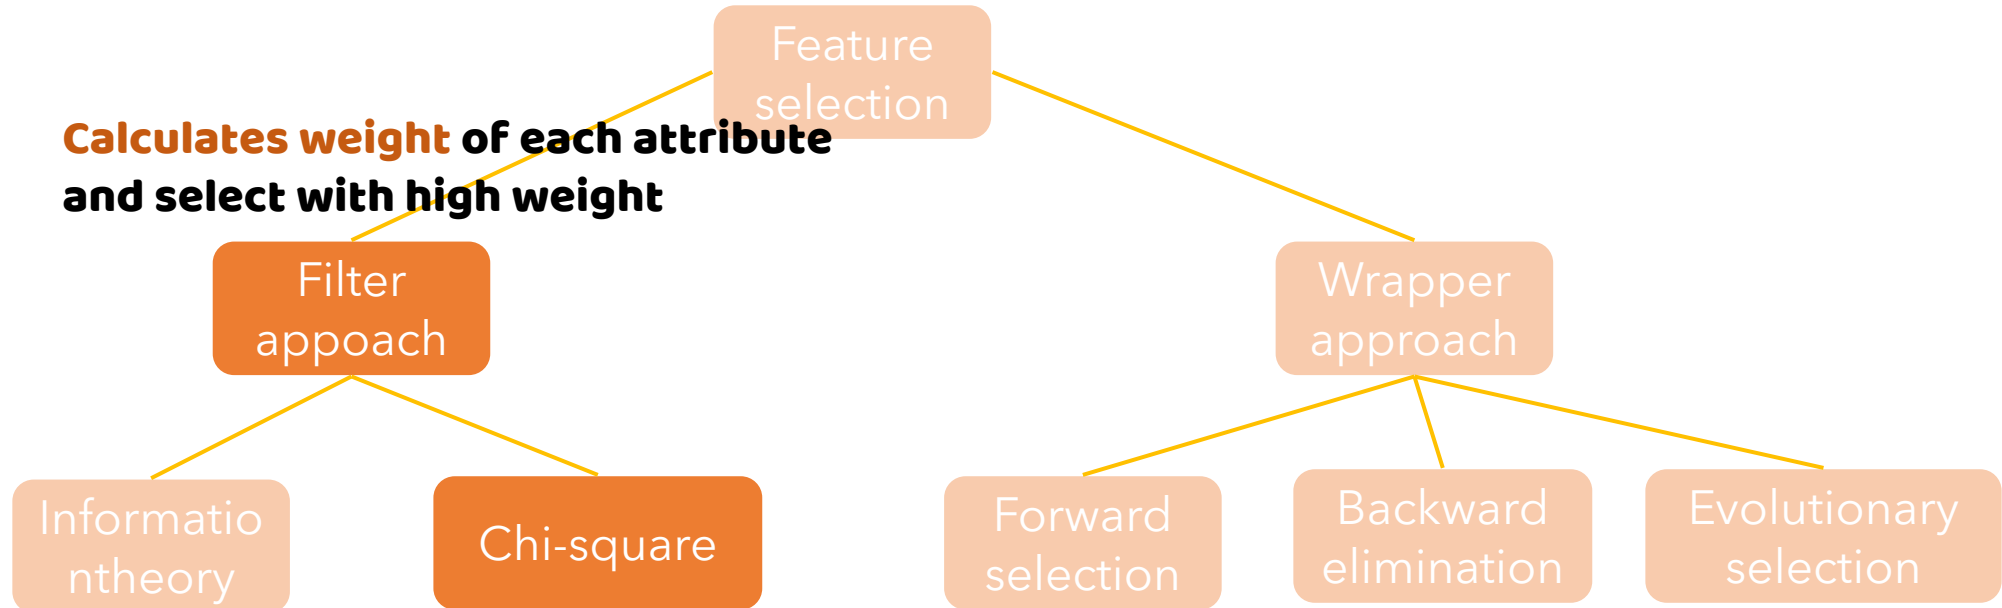 Feature
selection
Calculates weight of each attribute
and select with high weight
Filter
appoach
Wrapper
approach
Informatio
ntheory
Chi-square
Forward
selection
Backward
elimination
Evolutionary
selection